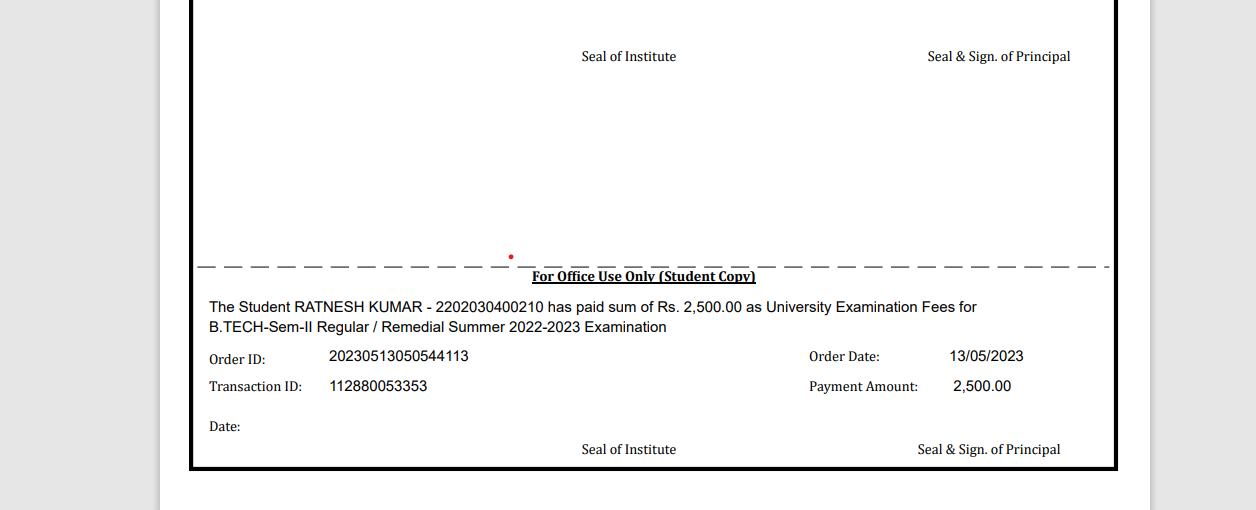 Seal of Institute Seal & Sign. of Principal
For Office Use Only (Student Copy)
The Student RATNESH KUMAR - 2202030400210 has paid sum of Rs. 2,500.00 as University Examination Fees for
B.TECH-Sem-II Regular / Remedial Summer 2022-2023 Examination
Order ID: 20230513050544113 Order Date: 13/05/2023
Transaction ID: 112880053353 Payment Amount: 2,500.00
Date:
Seal of Institute Seal & Sign. of Principal